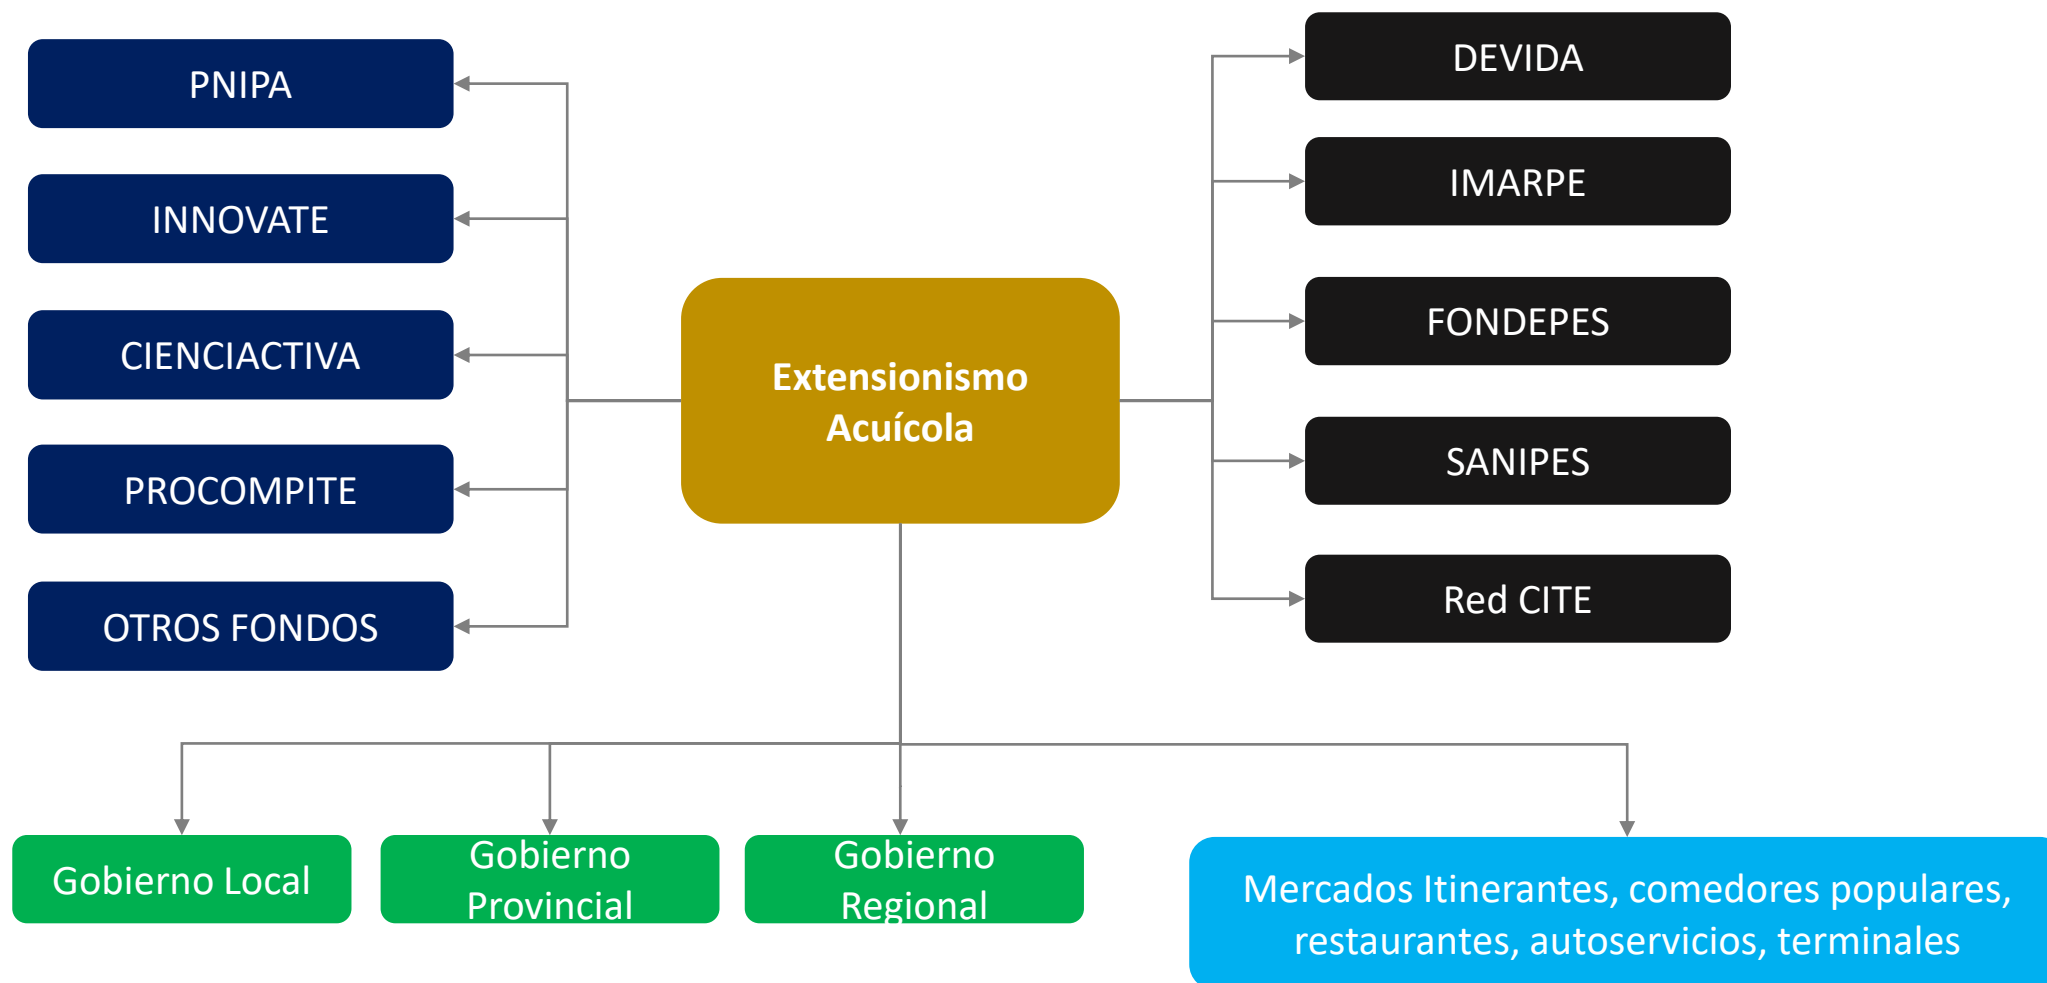 PNIPA
INNOVATE
CIENCIACTIVA
PROCOMPITE
OTROS FONDOS
Extensionismo
Acuícola
DEVIDA
IMARPE
FONDEPES
SANIPES
Red CITE
Gobierno Local
Gobierno
Provincial
Gobierno
Regional
Mercados Itinerantes, comedores populares,
restaurantes, autoservicios, terminales